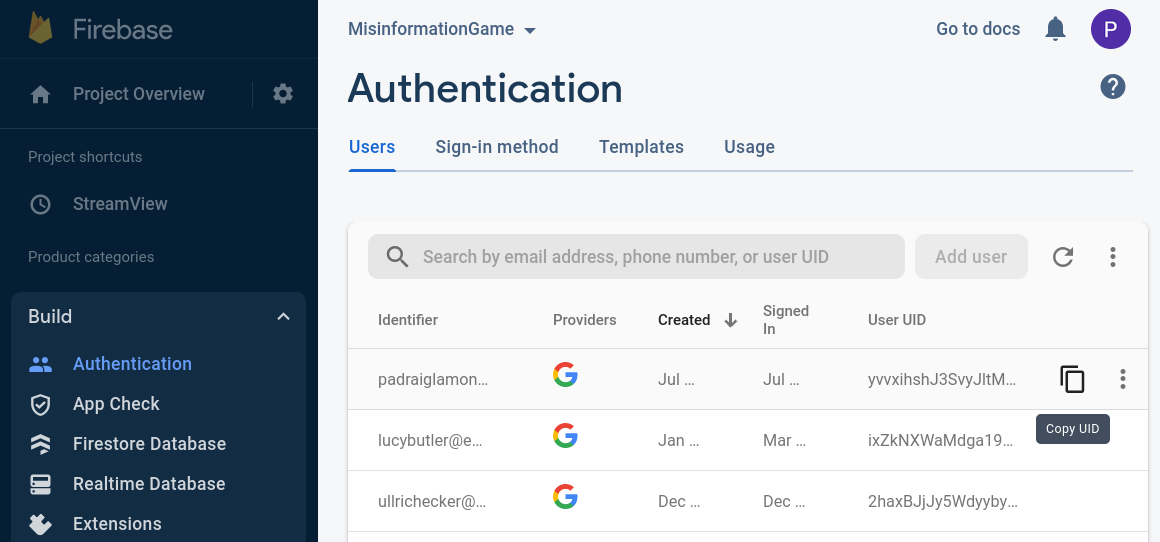 Firebase
Project Overview
Project shortcuts
StreamView
Product categories
Build
Authentication
App Check
Firestore Database
Realtime Database
Extensions
MisinformationGame
Go to docs
P
Authentication
?
Users Sign-in method Templates Usage
Search by email address, phone number, or user UID
Add user
Identifier Providers Created Signed In User UID
padraiglamon… Jul … Jul … yvvxihshJ3SvyJItM…
Copy UID
lucybutler@e… Jan … Mar … ixZkNXWaMdga19…
ullrichecker@… Dec … Dec … 2haxBJjJy5Wdyyby…